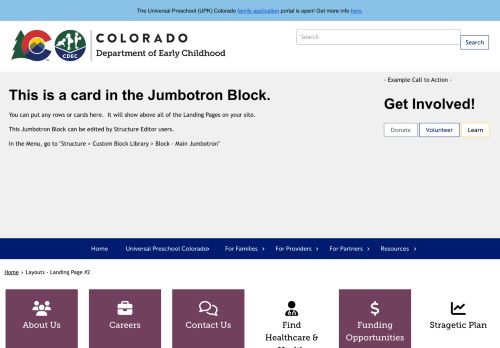 The Universal Preschool (UPK) Colorado family application portal is open! Get more info here.
COLORADO
Department of Early Childhood
CDEC
Search
Search
This is a card in the Jumbotron Block.
You can put any rows or cards here. It will show above all of the Landing Pages on your site.
This Jumbotron Block can be edited by Structure Editor users.
In the Menu, go to "Structure > Custom Block Library > Block - Main Jumbotron"
- Example Call to Action -
Get Involved!
Donate Volunteer Learn
Home Universal Preschool Colorado› For Families › For Providers › For Partners › Resources ›
Home › Layouts - Landing Page #2
About Us
Careers
Contact Us
Find
Healthcare &
Funding
Opportunities
Stragetic Plan